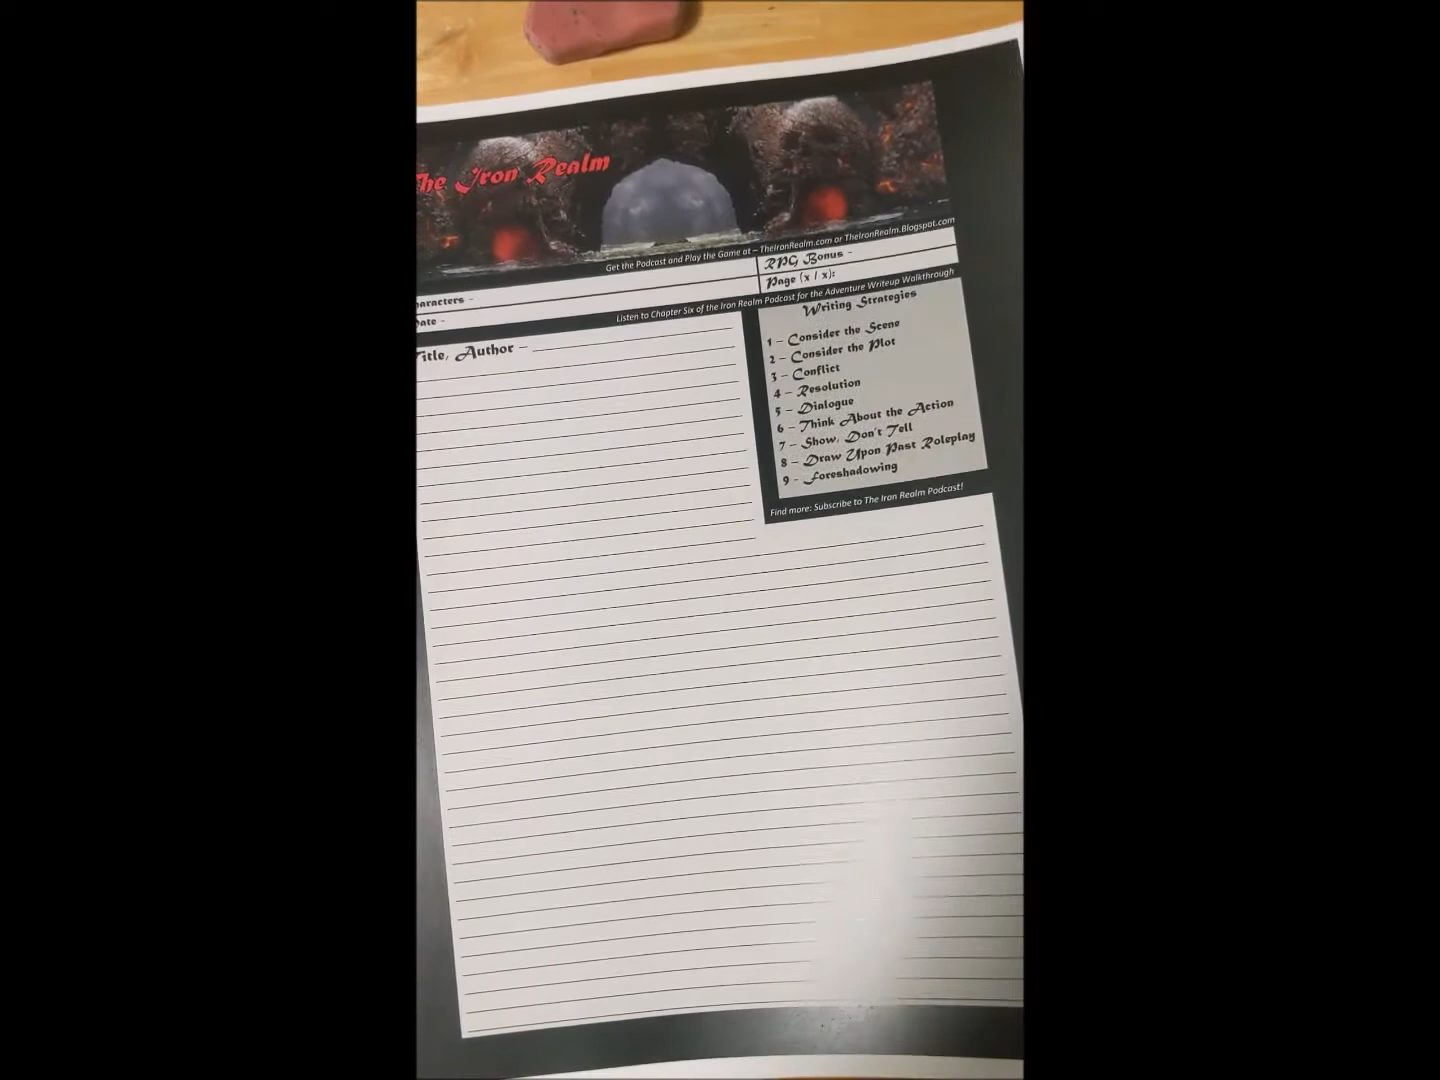 The Iron Realm
Get the Podcast and Play the Game at – TheIronRealm.com or TheIronRealm.Blogspot.com
RPG Bonus -
Page (x / x):
aracters -
ate -
Listen to Chapter Six of the Iron Realm Podcast for the Adventure Writeup Walkthrough
Title, Author –
Writing Strategies
1 – Consider the Scene
2 – Consider the Plot
3 – Conflict
4 – Resolution
5 – Dialogue
6 – Think About the Action
7 – Show, Don't Tell
8 – Draw Upon Past Roleplay
9 – Foreshadowing
Find more: Subscribe to The Iron Realm Podcast!